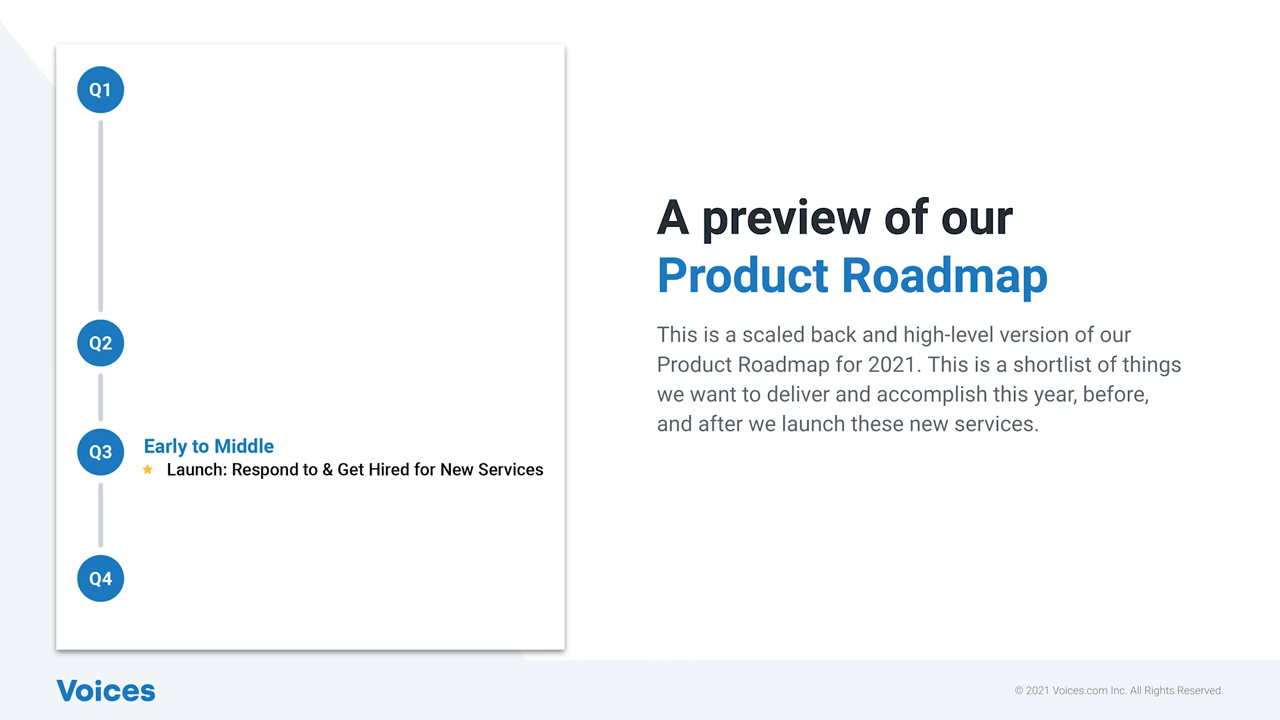 Q1
Q2
Q3
Early to Middle
Launch: Respond to & Get Hired for New Services
Q4
A preview of our
Product Roadmap
This is a scaled back and high-level version of our
Product Roadmap for 2021. This is a shortlist of things
we want to deliver and accomplish this year, before,
and after we launch these new services.
Voices
© 2021 Voices.com Inc. All Rights Reserved.